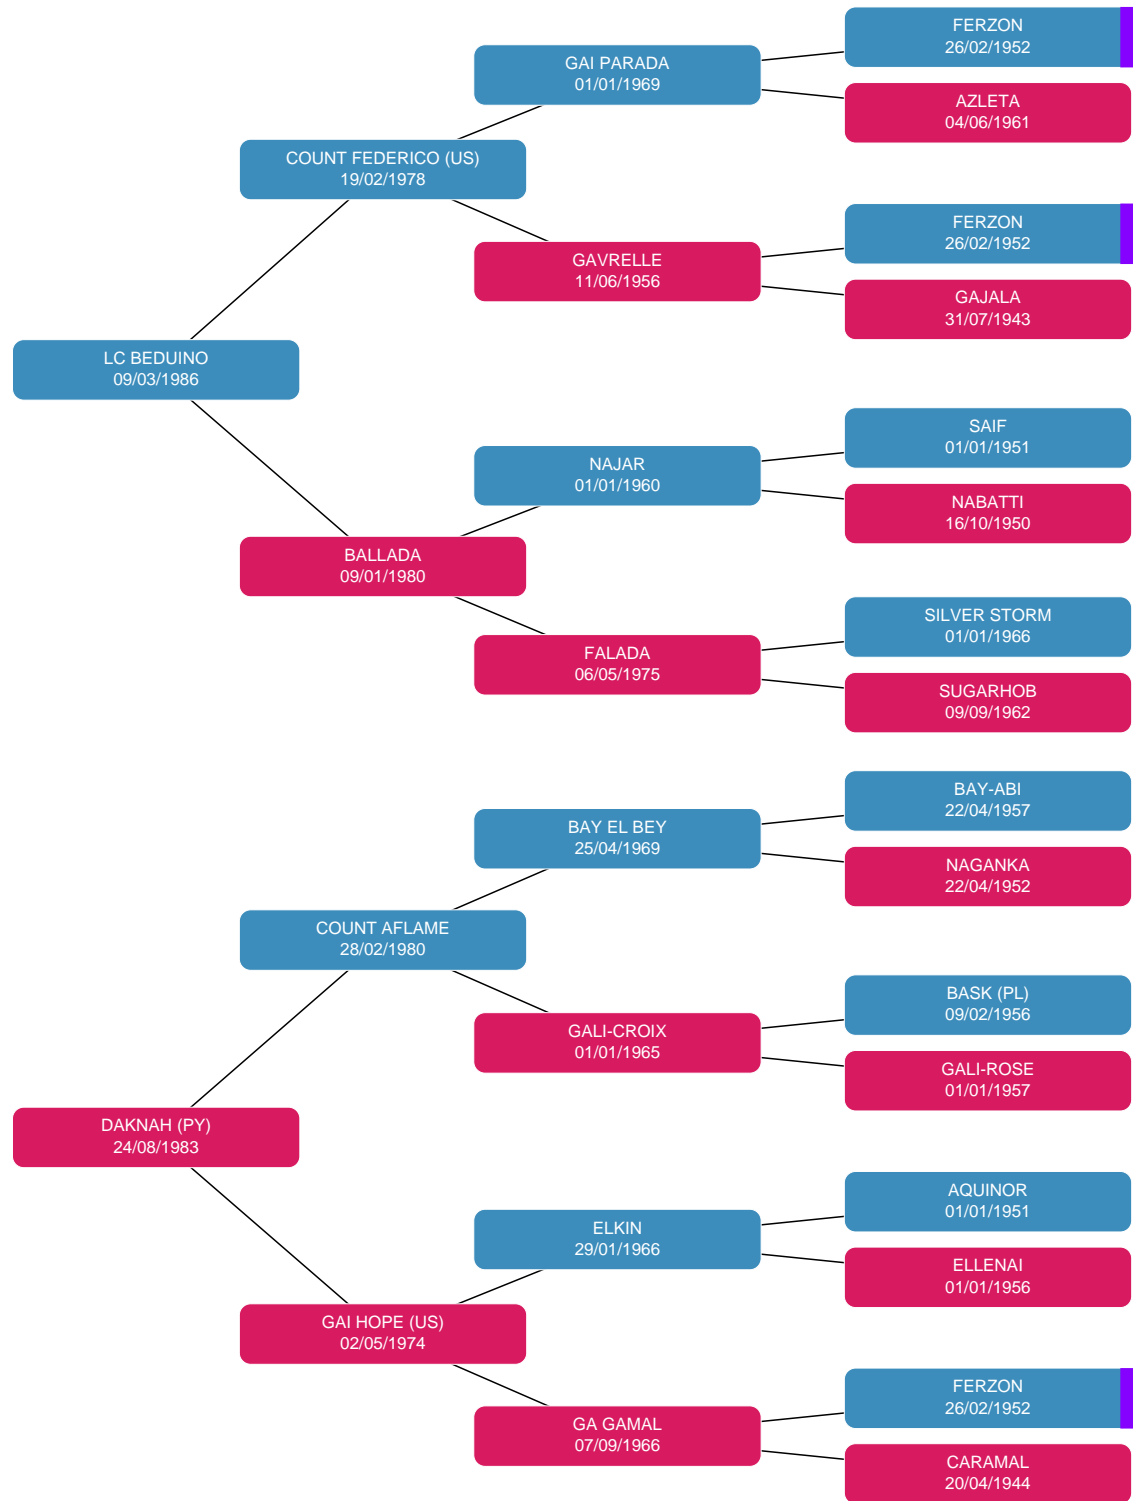 FERZON
26/02/1952
GAI PARADA
01/01/1969
AZLETA
04/06/1961
COUNT FEDERICO (US)
19/02/1978
FERZON
26/02/1952
GAVRELLE
11/06/1956
GAJALA
31/07/1943
LC BEDUINO
09/03/1986
SAIF
01/01/1951
NAJAR
01/01/1960
NABATTI
16/10/1950
BALLADA
09/01/1980
SILVER STORM
01/01/1966
FALADA
06/05/1975
SUGARHOB
09/09/1962
BAY-ABI
22/04/1957
BAY EL BEY
25/04/1969
NAGANKA
22/04/1952
COUNT AFLAME
28/02/1980
BASK (PL)
09/02/1956
GALI-CROIX
01/01/1965
GALI-ROSE
01/01/1957
DAKNAH (PY)
24/08/1983
AQUINOR
01/01/1951
ELKIN
29/01/1966
ELLENAI
01/01/1956
GAI HOPE (US)
02/05/1974
FERZON
26/02/1952
GA GAMAL
07/09/1966
CARAMAL
20/04/1944